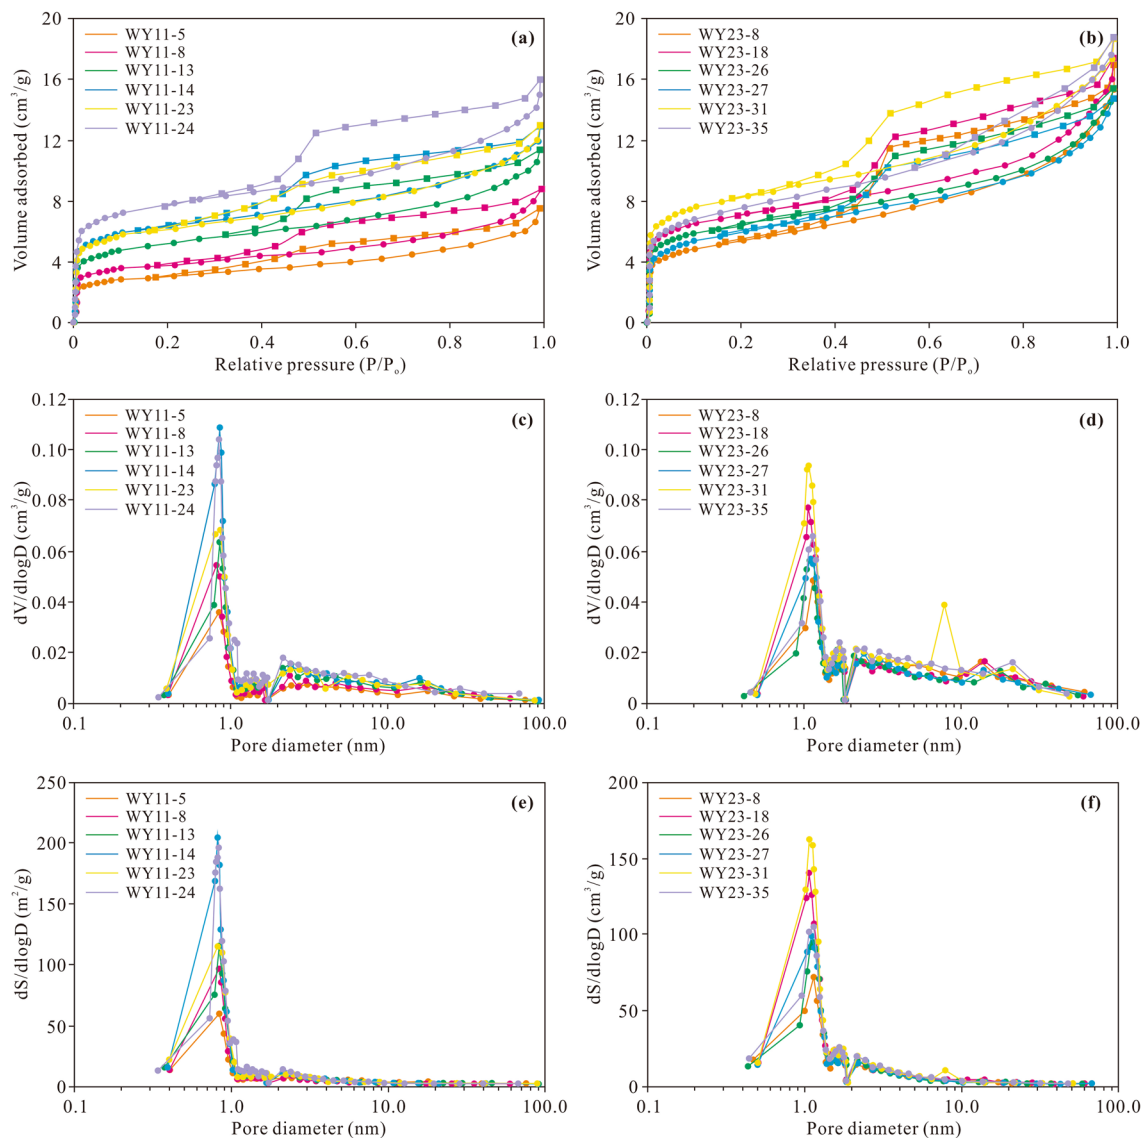 (a)
WY11-5
WY11-8
WY11-13
WY11-14
WY11-23
WY11-24
Volume adsorbed (cm³/g)
20
16
12
8
4
0
0
0.2
0.4
0.6
0.8
1.0
Relative pressure (P/Pₒ)
(b)
WY23-8
WY23-18
WY23-26
WY23-27
WY23-31
WY23-35
Volume adsorbed (cm³/g)
20
16
12
8
4
0
0
0.2
0.4
0.6
0.8
1.0
Relative pressure (P/Pₒ)
(c)
WY11-5
WY11-8
WY11-13
WY11-14
WY11-23
WY11-24
dV/dlogD (cm³/g)
0.12
0.10
0.08
0.06
0.04
0.02
0
0.1
1.0
10.0
100.0
Pore diameter (nm)
(d)
WY23-8
WY23-18
WY23-26
WY23-27
WY23-31
WY23-35
dV/dlogD (cm³/g)
0.12
0.10
0.08
0.06
0.04
0.02
0
0.1
1.0
10.0
100.0
Pore diameter (nm)
(e)
WY11-5
WY11-8
WY11-13
WY11-14
WY11-23
WY11-24
dS/dlogD (m²/g)
250
200
150
100
50
0
0.1
1.0
10.0
100.0
Pore diameter (nm)
(f)
WY23-8
WY23-18
WY23-26
WY23-27
WY23-31
WY23-35
dS/dlogD (cm³/g)
200
150
100
50
0
0.1
1.0
10.0
100.0
Pore diameter (nm)